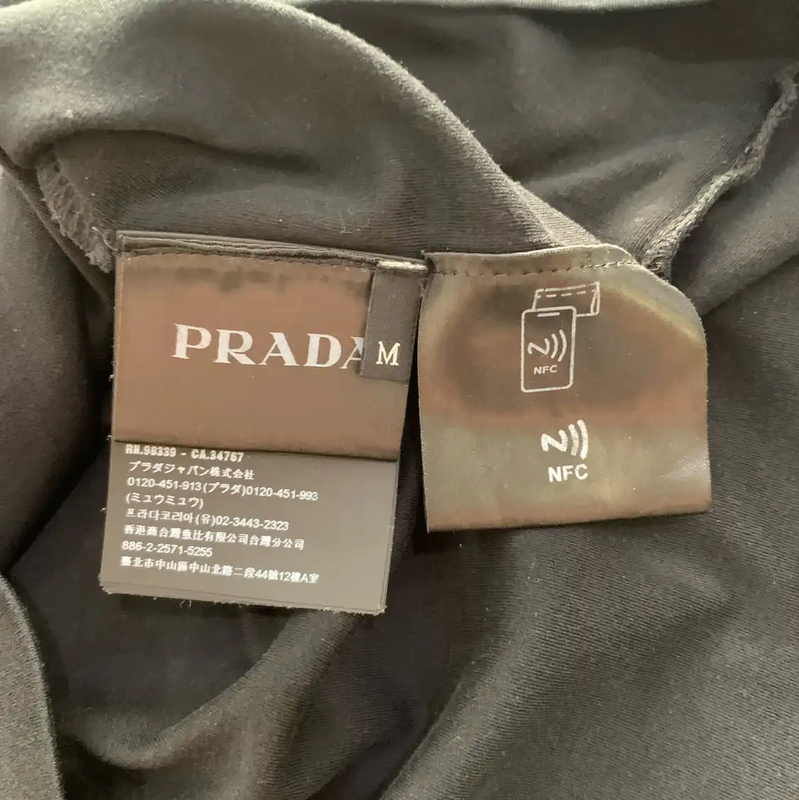 PRADA
M
RN.98339 - CA.34767
プラダジャパン株式会社
0120-451-913(プラダ)0120-451-993
(ミュウミュウ)
프라다코리아(유)02-3443-2323
香港商台灣普拉達有限公司台灣分公司
886-2-2571-5255
臺北市中山區中山北路二段44號12樓A室
NFC
NFC